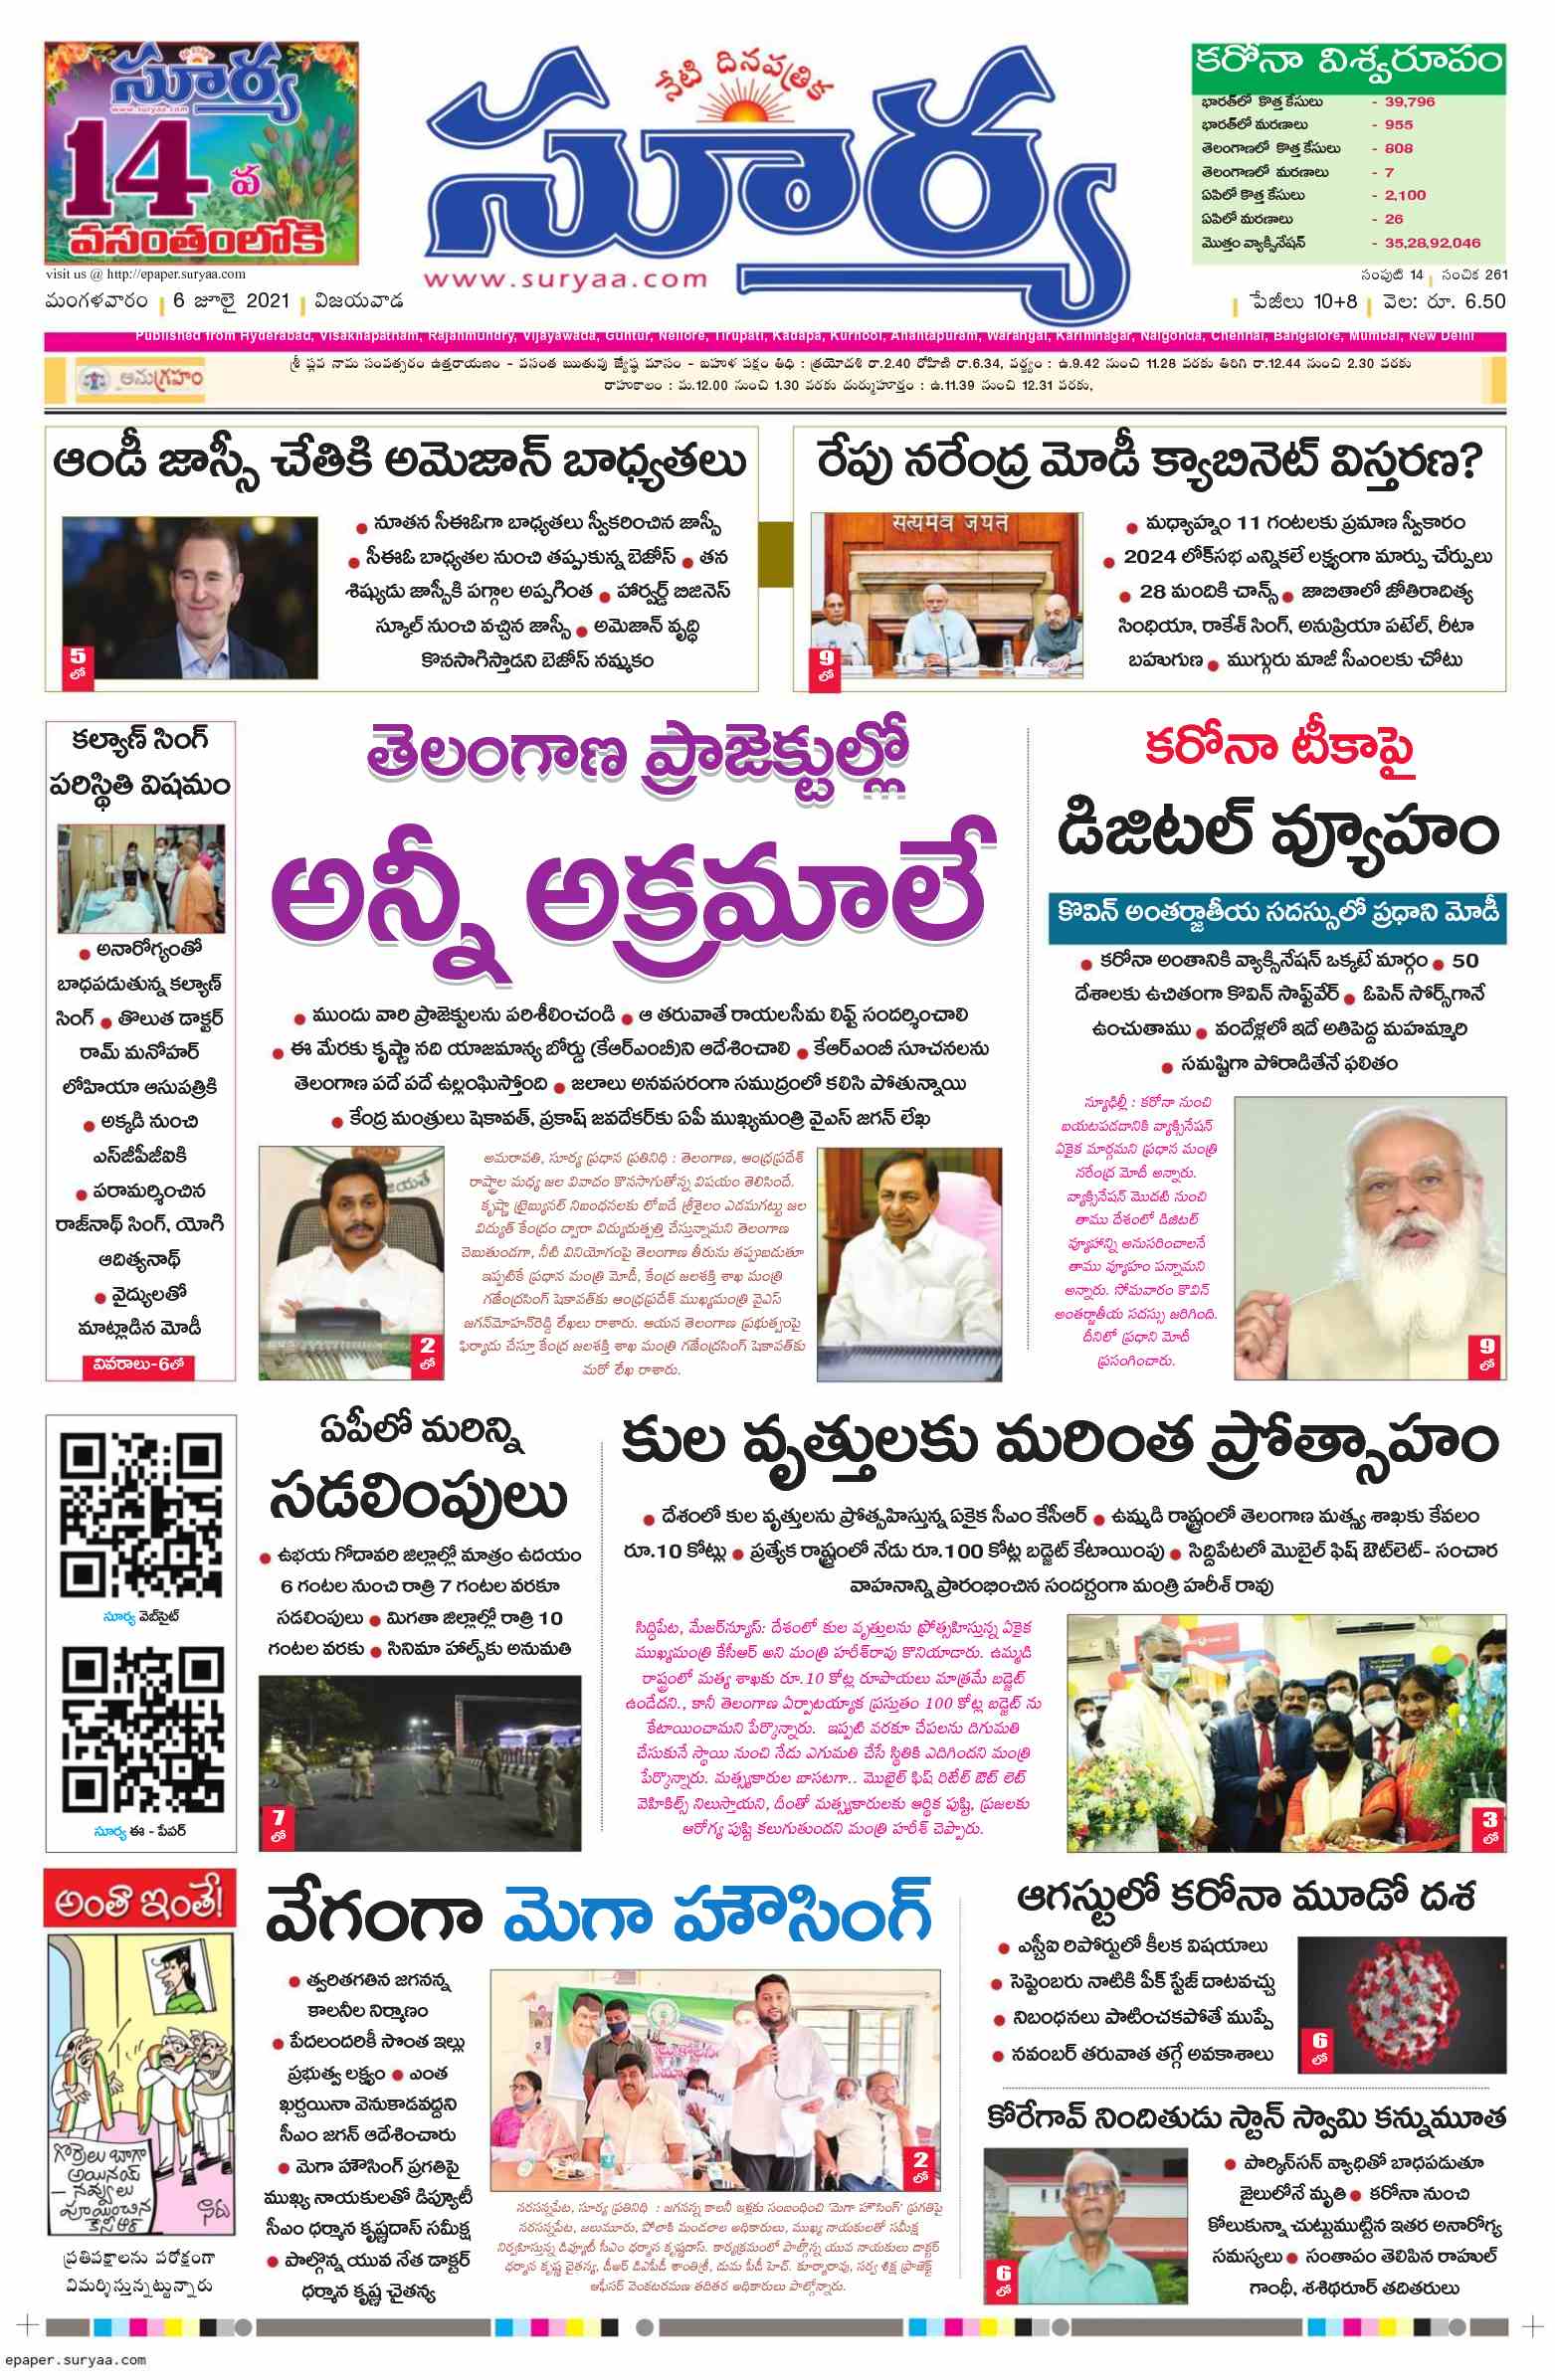 సూర్య
www.suryaa.com
14 వ
వసంతంలోకి
visit us @ http://epaper.suryaa.com
మంగళవారం | 6 జూలై 2021 | విజయవాడ
నేటి దినపత్రిక
సూర్య
www.suryaa.com
కరోనా విశ్వరూపం
భారత్‌లో కొత్త కేసులు - 39,796
భారత్‌లో మరణాలు - 955
తెలంగాణలో కొత్త కేసులు - 808
తెలంగాణలో మరణాలు - 7
ఏపిలో కొత్త కేసులు - 2,100
ఏపిలో మరణాలు - 26
మొత్తం వ్యాక్సినేషన్ - 35,28,92,046
సంపుటి 14 | సంచిక 261
| పేజీలు 10+8 | వెల: రూ. 6.50
Published from Hyderabad, Visakhapatnam, Rajahmundry, Vijayawada, Guntur, Nellore, Tirupati, Kadapa, Kurnool, Anantapuram, Warangal, Karimnagar, Nalgonda, Chennai, Bangalore, Mumbai, New Delhi
అనుగ్రహం
శ్రీ ప్లవ నామ సంవత్సరం ఉత్తరాయణం - వసంత ఋతువు జ్యేష్ఠ మాసం - బహుళ పక్షం తిథి : త్రయోదశి రా.2.40 రోహిణి రా.6.34, వర్జ్యం : ఉ.9.42 నుంచి 11.28 వరకు తిరిగి రా.12.44 నుంచి 2.30 వరకు
రాహుకాలం : మ.12.00 నుంచి 1.30 వరకు దుర్ముహూర్తం : ఉ.11.39 నుంచి 12.31 వరకు,
ఆండీ జాస్సీ చేతికి అమెజాన్ బాధ్యతలు
● నూతన సీఈఓగా బాధ్యతలు స్వీకరించిన జాస్సీ
● సీఈఓ బాధ్యతల నుంచి తప్పుకున్న బెజోస్ ● తన
శిష్యుడు జాస్సీకి పగ్గాల అప్పగింత ● హార్వర్డ్ బిజినెస్
స్కూల్ నుంచి వచ్చిన జాస్సీ ● అమెజాన్ వృద్ధి
కొనసాగిస్తాడని బెజోస్ నమ్మకం
5
లో
రేపు నరేంద్ర మోడీ క్యాబినెట్ విస్తరణ?
सत्यमेव जयते
● మధ్యాహ్నం 11 గంటలకు ప్రమాణ స్వీకారం
● 2024 లోక్‌సభ ఎన్నికలే లక్ష్యంగా మార్పు చేర్పులు
● 28 మందికి చాన్స్ ● జాబితాలో జోతిరాదిత్య
సింధియా, రాకేశ్ సింగ్, అనుప్రియా పటేల్, రీటా
బహుగుణ ● ముగ్గురు మాజీ సీఎంలకు చోటు
9
లో
కల్యాణ్ సింగ్
పరిస్థితి విషమం
● అనారోగ్యంతో
బాధపడుతున్న కల్యాణ్
సింగ్ ● తొలుత డాక్టర్
రామ్ మనోహర్
లోహియా ఆసుపత్రికి
● అక్కడి నుంచి
ఎస్‌జీపీజీఐకి
● పరామర్శించిన
రాజ్‌నాథ్ సింగ్, యోగి
ఆదిత్యనాథ్
● వైద్యులతో
మాట్లాడిన మోడీ
వివరాలు-6లో
తెలంగాణ ప్రాజెక్టుల్లో
అన్నీ అక్రమాలే
● ముందు వారి ప్రాజెక్టులను పరిశీలించండి ● ఆ తరువాతే రాయలసీమ లిఫ్ట్ సందర్శించాలి
● ఈ మేరకు కృష్ణా నది యాజమాన్య బోర్డు (కేఆర్ఎంబీ)ని ఆదేశించాలి ● కేఆర్ఎంబీ సూచనలను
తెలంగాణ పదే పదే ఉల్లంఘిస్తోంది ● జలాలు అనవసరంగా సముద్రంలో కలిసి పోతున్నాయి
● కేంద్ర మంత్రులు షెకావత్, ప్రకాష్ జవదేకర్‌కు ఏపీ ముఖ్యమంత్రి వైఎస్ జగన్ లేఖ
2
లో
అమరావతి, సూర్య ప్రధాన ప్రతినిధి : తెలంగాణ, ఆంధ్రప్రదేశ్
రాష్ట్రాల మధ్య జల వివాదం కొనసాగుతోన్న విషయం తెలిసిందే.
కృష్ణా ట్రైబ్యునల్ నిబంధనలకు లోబడే శ్రీశైలం ఎడమగట్టు జల
విద్యుత్ కేంద్రం ద్వారా విద్యుదుత్పత్తి చేస్తున్నామని తెలంగాణ
చెబుతుండగా, నీటి వినియోగంపై తెలంగాణ తీరును తప్పుబడుతూ
ఇప్పటికే ప్రధాన మంత్రి మోడీ, కేంద్ర జలశక్తి శాఖ మంత్రి
గజేంద్రసింగ్ షెకావత్‌కు ఆంధ్రప్రదేశ్ ముఖ్యమంత్రి వైఎస్
జగన్‌మోహన్‌రెడ్డి లేఖలు రాశారు. ఆయన తెలంగాణ ప్రభుత్వంపై
ఫిర్యాదు చేస్తూ కేంద్ర జలశక్తి శాఖ మంత్రి గజేంద్రసింగ్ షెకావత్‌కు
మరో లేఖ రాశారు.
కరోనా టీకాపై
డిజిటల్ వ్యూహం
కొవిన్ అంతర్జాతీయ సదస్సులో ప్రధాని మోడీ
● కరోనా అంతానికి వ్యాక్సినేషన్ ఒక్కటే మార్గం ● 50
దేశాలకు ఉచితంగా కొవిన్ సాఫ్ట్‌వేర్ ● ఓపెన్ సోర్స్‌గానే
ఉంచుతాము ● వందేళ్లలో ఇదే అతిపెద్ద మహమ్మారి
● సమష్టిగా పోరాడితేనే ఫలితం
న్యూఢిల్లీ : కరోనా నుంచి
బయటపడడానికి వ్యాక్సినేషన్
ఏకైక మార్గమని ప్రధాన మంత్రి
నరేంద్ర మోడీ అన్నారు.
వ్యాక్సినేషన్ మొదటి నుంచి
తాము దేశంలో డిజిటల్
వ్యూహాన్ని అనుసరించాలనే
తాము వ్యూహం పన్నామని
అన్నారు. సోమవారం కొవిన్
అంతర్జాతీయ సదస్సు జరిగింది.
దీనిలో ప్రధాని మోదీ
ప్రసంగించారు.
9
లో
సూర్య వెబ్‌సైట్
సూర్య ఈ - పేపర్
ఏపీలో మరిన్ని
సడలింపులు
● ఉభయ గోదావరి జిల్లాల్లో మాత్రం ఉదయం
6 గంటల నుంచి రాత్రి 7 గంటల వరకూ
సడలింపులు ● మిగతా జిల్లాల్లో రాత్రి 10
గంటల వరకు ● సినిమా హాల్స్‌కు అనుమతి
7
లో
కుల వృత్తులకు మరింత ప్రోత్సాహం
● దేశంలో కుల వృత్తులను ప్రోత్సహిస్తున్న ఏకైక సీఎం కేసీఆర్ ● ఉమ్మడి రాష్ట్రంలో తెలంగాణ మత్స్య శాఖకు కేవలం
రూ.10 కోట్లు ● ప్రత్యేక రాష్ట్రంలో నేడు రూ.100 కోట్ల బడ్జెట్ కేటాయింపు ● సిద్దిపేటలో మొబైల్ ఫిష్ ఔట్‌లెట్- సంచార
వాహనాన్ని ప్రారంభించిన సందర్భంగా మంత్రి హరీశ్ రావు
సిద్దిపేట, మేజర్‌న్యూస్: దేశంలో కుల వృత్తులను ప్రోత్సహిస్తున్న ఏకైక
ముఖ్యమంత్రి కేసీఆర్ అని మంత్రి హరీశ్‌రావు కొనియాడారు. ఉమ్మడి
రాష్ట్రంలో మత్య శాఖకు రూ.10 కోట్ల రూపాయలు మాత్రమే బడ్జెట్
ఉండేదని., కానీ తెలంగాణ ఏర్పాటయ్యాక ప్రస్తుతం 100 కోట్ల బడ్జెట్ ను
కేటాయించామని పేర్కొన్నారు. ఇప్పటి వరకూ చేపలను దిగుమతి
చేసుకునే స్థాయి నుంచి నేడు ఎగుమతి చేసే స్థితికి ఎదిగిందని మంత్రి
పేర్కొన్నారు. మత్స్యకారుల బాసటగా.. మొబైల్ ఫిష్ రిటేల్ ఔట్ లెట్
వెహికిల్స్ నిలుస్తాయని, దీంతో మత్స్యకారులకు ఆర్థిక పుష్టి, ప్రజలకు
ఆరోగ్య పుష్టి కలుగుతుందని మంత్రి హరీశ్ చెప్పారు.
3
లో
అంతా ఇంతే!
గొర్రెలు బాగా
అయినయ్
- నవ్వులు
పూయించిన
కేసిఆర్
నాదీ
ప్రతిపక్షాలను పరోక్షంగా
విమర్శిస్తున్నట్టున్నారు
వేగంగా మెగా హౌసింగ్
● త్వరితగతిన జగనన్న
కాలనీల నిర్మాణం
● పేదలందరికీ సొంత ఇల్లు
ప్రభుత్వ లక్ష్యం ● ఎంత
ఖర్చయినా వెనుకాడవద్దని
సీఎం జగన్ ఆదేశించారు
● మెగా హౌసింగ్ ప్రగతిపై
ముఖ్య నాయకులతో డిప్యూటీ
సీఎం ధర్మాన కృష్ణదాస్ సమీక్ష
● పాల్గొన్న యువ నేత డాక్టర్
ధర్మాన కృష్ణ చైతన్య
2
లో
నరసన్నపేట, సూర్య ప్రతినిధి : జగనన్న కాలనీ ఇళ్లకు సంబంధించి 'మెగా హౌసింగ్' ప్రగతిపై
నరసన్నపేట, జలుమూరు, పోలాకి మండలాల అధికారులు, ముఖ్య నాయకులతో సమీక్ష
నిర్వహిస్తున్న డిప్యూటీ సీఎం ధర్మాన కృష్ణదాస్. కార్యక్రమంలో పాల్గొన్న యువ నాయకులు డాక్టర్
ధర్మాన కృష్ణ చైతన్య, డీఆర్ డిఏపీడీ శాంతిశ్రీ, డుమ పీడీ హెచ్. కూర్మారావు, సర్వ శిక్ష ప్రాజెక్ట్
ఆఫీసర్ వెంకటరమణ తదితర అధికారులు పాల్గోన్నారు.
ఆగస్టులో కరోనా మూడో దశ
● ఎస్బీఐ రిపోర్టులో కీలక విషయాలు
● సెప్టెంబరు నాటికి పీక్ స్టేజ్ దాటవచ్చు
● నిబంధనలు పాటించకపోతే ముప్పే
● నవంబర్ తరువాత తగ్గే అవకాశాలు
6
లో
కోరేగావ్ నిందితుడు స్టాన్ స్వామి కన్నుమూత
● పార్కిన్‌సన్ వ్యాధితో బాధపడుతూ
జైలులోనే మృతి ● కరోనా నుంచి
కోలుకున్నా చుట్టుముట్టిన ఇతర అనారోగ్య
సమస్యలు ● సంతాపం తెలిపిన రాహుల్
గాంధీ, శశిథరూర్ తదితరులు
6
లో
epaper.suryaa.com